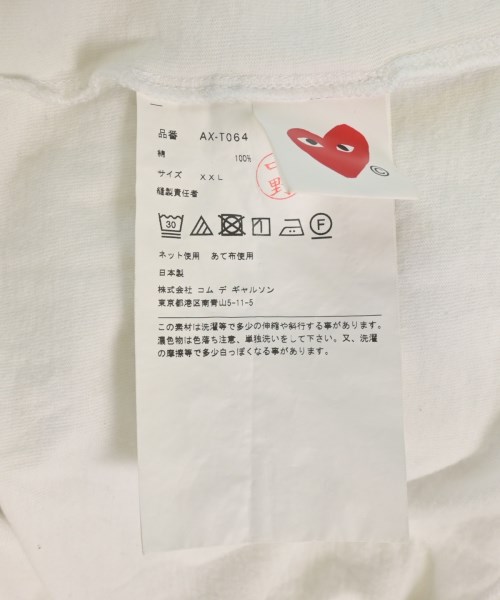 品番 AX-T064
綿 100%
サイズ XXL
縫製責任者
中野
30
F
ネット使用 あて布使用
日本製
株式会社 コム デ ギャルソン
東京都港区南青山5-11-5
この素材は洗濯等で多少の伸縮や斜行する事があります。
濃色物は色落ち注意、単独洗いをして下さい。又、洗濯
の摩擦等で多少白っぽくなる事があります。
©